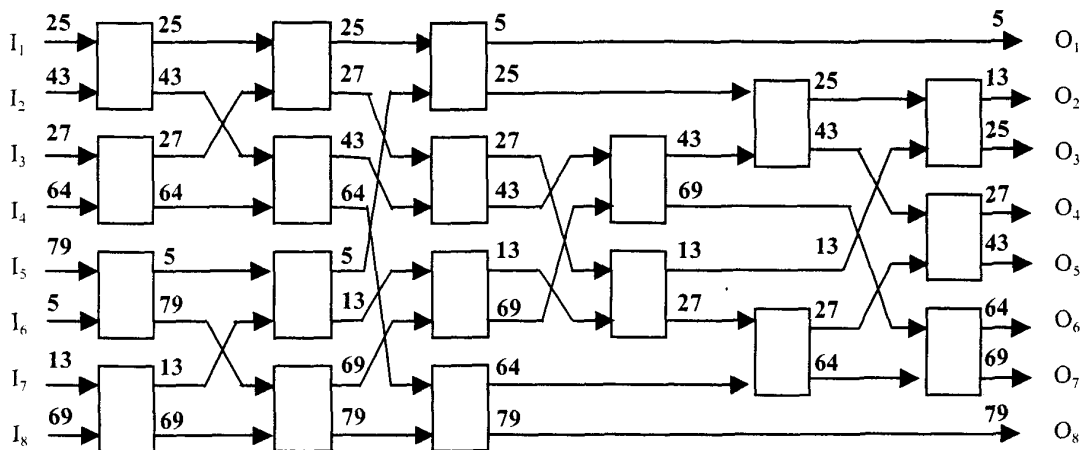 I₁ 25 25 25 5 5 O₁
I₂ 43 43 27 25 25 13 O₂
43 25 O₃
I₃ 27 27 43 27 43
I₄ 64 64 64 43 69 27 O₄
43 O₅
I₅ 79 5 5 13 13 13
I₆ 5 79 13 69 27 27 64 O₆
I₇ 13 13 69 64 64 69 O₇
I₈ 69 69 79 79 79 O₈